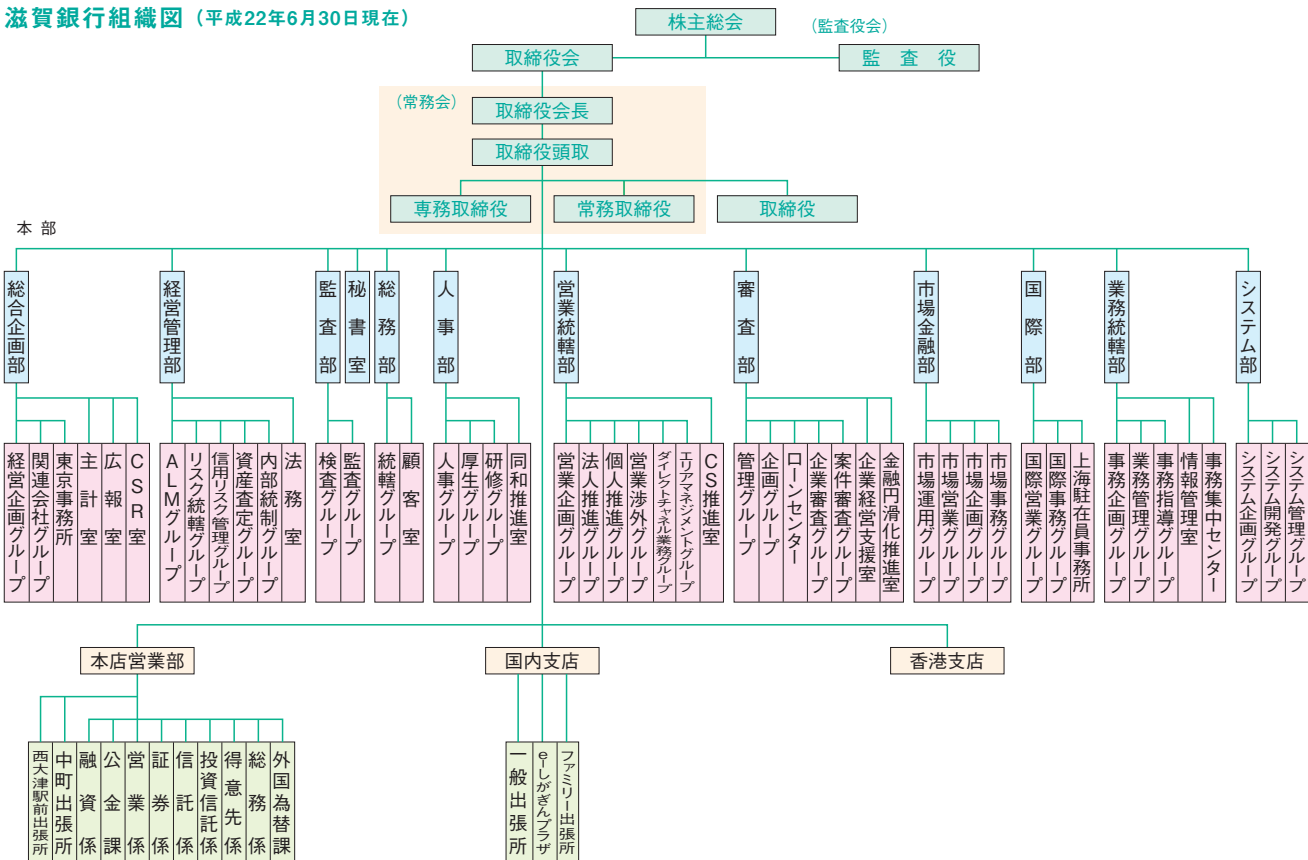 滋賀銀行組織図（平成22年6月30日現在）
株主総会
（監査役会）
取締役会
監査役
（常務会）
取締役会長
取締役頭取
専務取締役
常務取締役
取締役
本部
総合企画部
経営管理部
監査部
秘書室
総務部
人事部
営業統轄部
審査部
市場金融部
国際部
業務統轄部
システム部
経営企画グループ
関連会社グループ
東京事務所
主計室
広報室
CSR室
ALMグループ
リスク統轄グループ
信用リスク管理グループ
資産査定グループ
内部統制グループ
法務室
検査グループ
監査グループ
統轄グループ
顧客室
人事グループ
厚生グループ
研修グループ
同和推進室
営業企画グループ
法人推進グループ
個人推進グループ
営業渉外グループ
ダイレクトチャネル業務グループ
エリアマネジメントグループ
CS推進室
管理グループ
企画グループ
ローンセンター
企業審査グループ
案件審査グループ
企業経営支援室
金融円滑化推進室
市場運用グループ
市場営業グループ
市場企画グループ
市場事務グループ
国際営業グループ
国際事務グループ
上海駐在員事務所
事務企画グループ
業務管理グループ
事務指導グループ
情報管理室
事務集中センター
システム企画グループ
システム開発グループ
システム管理グループ
本店営業部
国内支店
香港支店
西大津駅前出張所
中町出張所
融資係
公金課
営業係
証券係
信託係
投資信託係
得意先係
総務係
外国為替課
一般出張所
eーしがぎんプラザ
ファミリー出張所